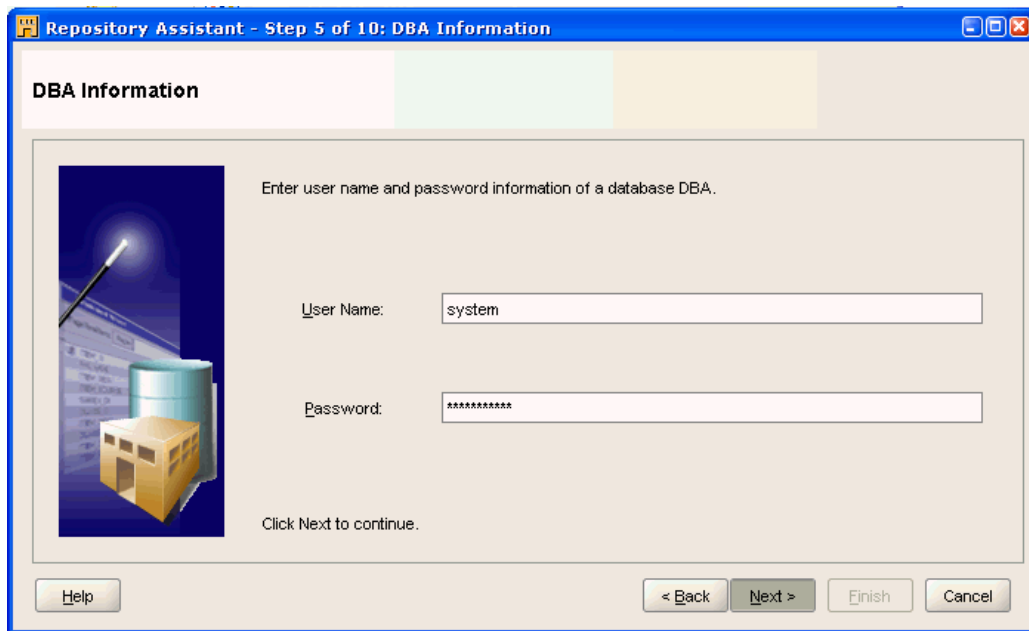 Repository Assistant - Step 5 of 10: DBA Information
DBA Information
Enter user name and password information of a database DBA.
User Name: system
Password: ***********
Click Next to continue.
Help < Back Next > Finish Cancel